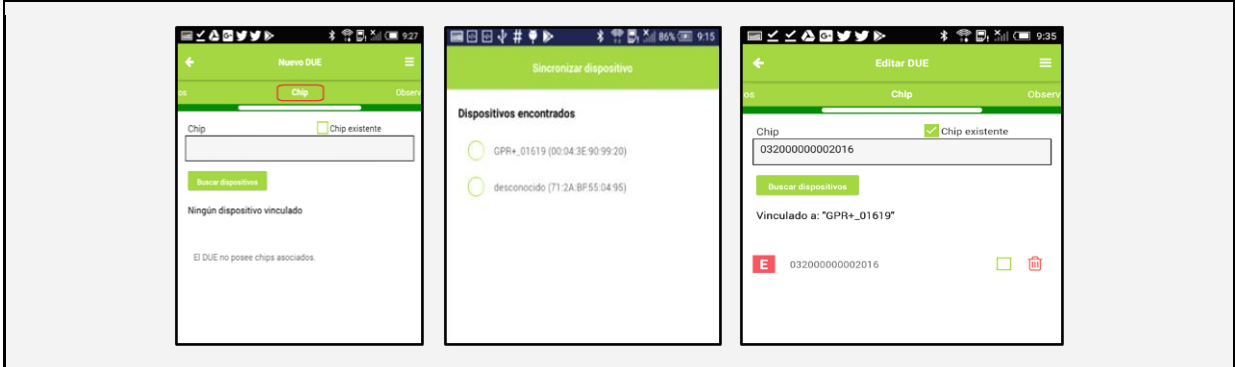 9:27
Nuevo DUE
os Chip Observ
Chip Chip existente
Buscar dispositivos
Ningún dispositivo vinculado
El DUE no posee chips asociados.
86% 9:15
Sincronizar dispositivo
Dispositivos encontrados
GPR+_01619 (00:04:3E:90:99:20)
desconocido (71:2A:BF:55:04:95)
9:35
Editar DUE
os Chip Observ
Chip Chip existente
032000000002016
Buscar dispositivos
Vinculado a: "GPR+_01619"
E 032000000002016